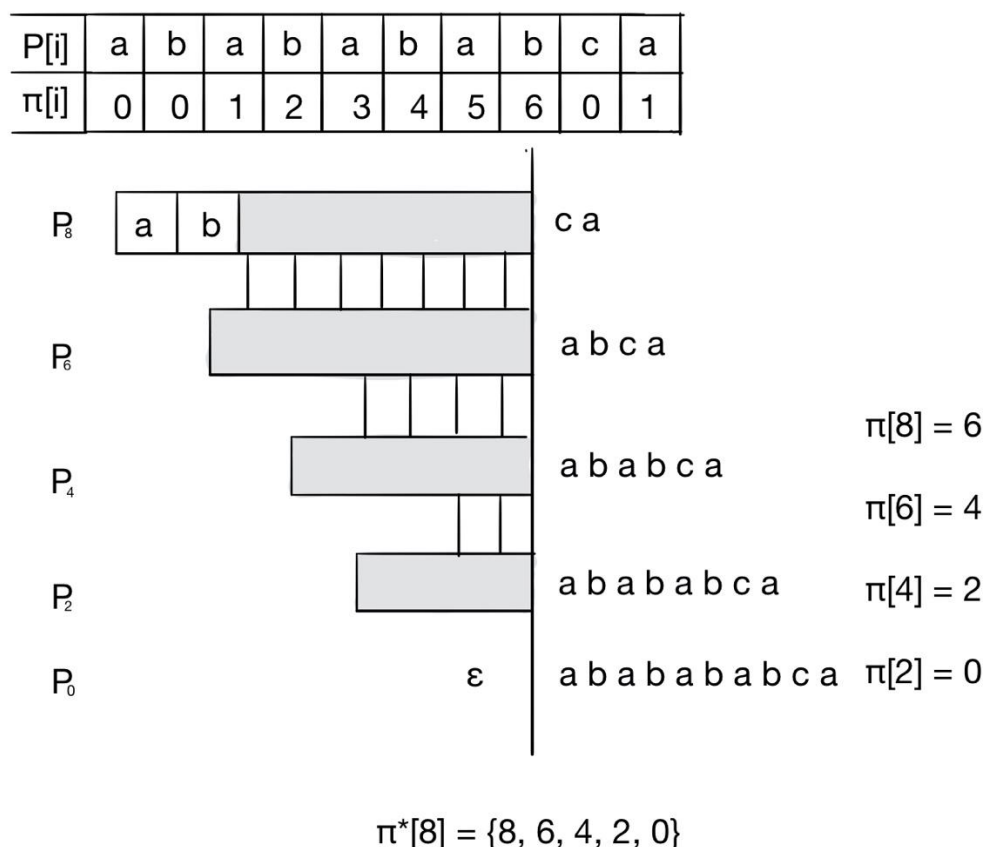 P[i] a b a b a b a b c a
π[i] 0 0 1 2 3 4 5 6 0 1
P₈ a b c a
P₆ a b c a
π[8] = 6
P₄ a b a b c a
π[6] = 4
P₂ a b a b a b c a π[4] = 2
P₀ ε a b a b a b a b c a π[2] = 0
π*[8] = {8, 6, 4, 2, 0}